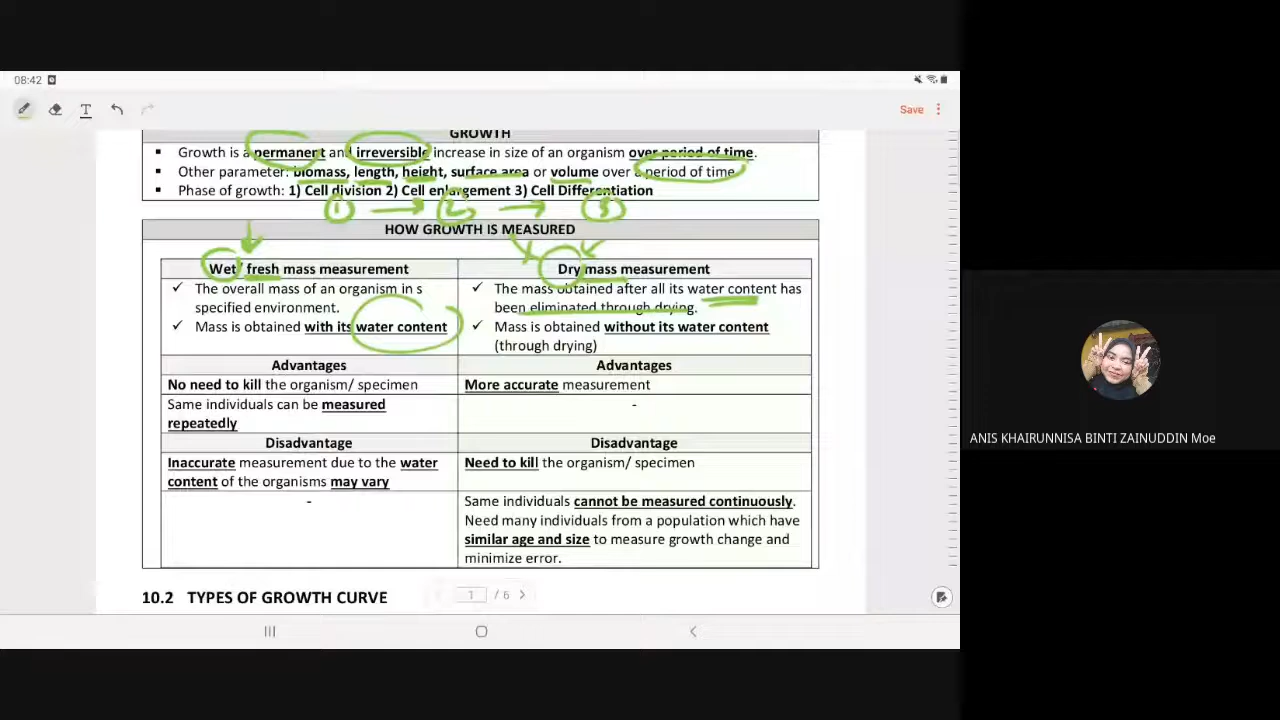 08:42
T
Save
GROWTH
▪ Growth is a permanent and irreversible increase in size of an organism over period of time.
▪ Other parameter: biomass, length, height, surface area or volume over a period of time
▪ Phase of growth: 1) Cell division 2) Cell enlargement 3) Cell Differentiation
1 → 2 → 3
HOW GROWTH IS MEASURED
Wet/ fresh mass measurement
✓ The overall mass of an organism in s
specified environment.
✓ Mass is obtained with its water content
Dry mass measurement
✓ The mass obtained after all its water content has
been eliminated through drying.
✓ Mass is obtained without its water content
(through drying)
Advantages
Advantages
No need to kill the organism/ specimen
More accurate measurement
Same individuals can be measured
repeatedly
-
Disadvantage
Disadvantage
Inaccurate measurement due to the water
content of the organisms may vary
Need to kill the organism/ specimen
-
Same individuals cannot be measured continuously.
Need many individuals from a population which have
similar age and size to measure growth change and
minimize error.
10.2 TYPES OF GROWTH CURVE
1 / 6
ANIS KHAIRUNNISA BINTI ZAINUDDIN Moe